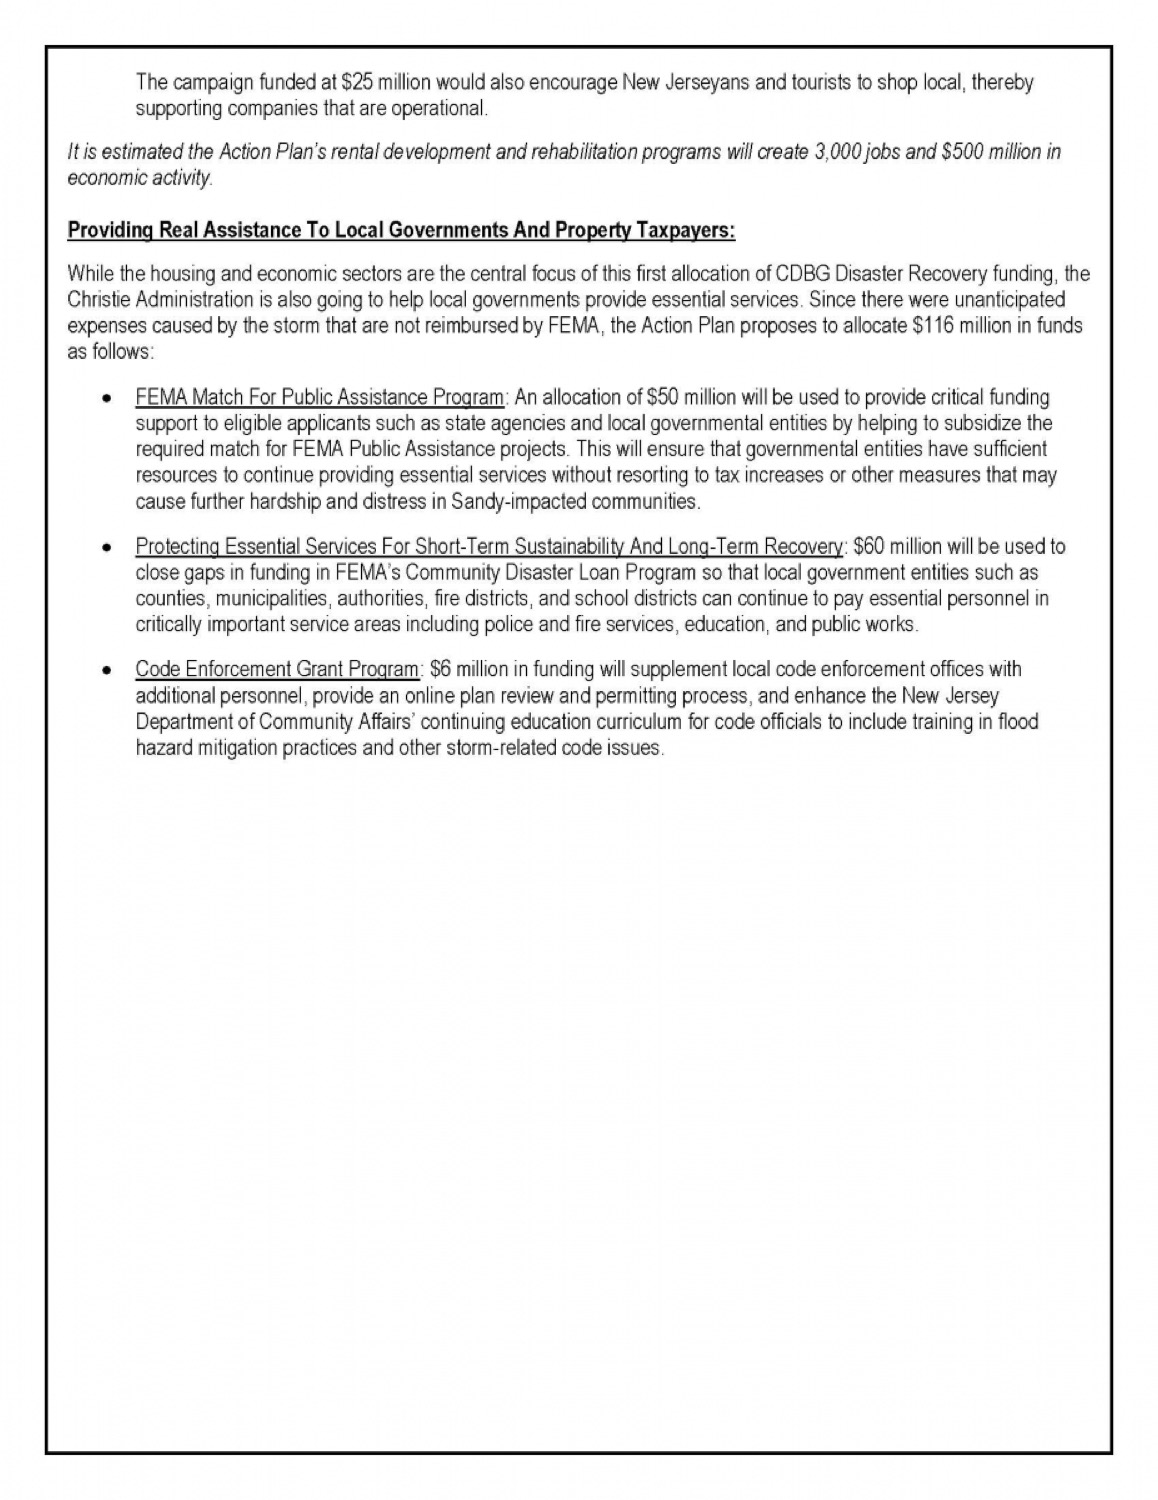 The campaign funded at $25 million would also encourage New Jerseyans and tourists to shop local, thereby
supporting companies that are operational.
It is estimated the Action Plan's rental development and rehabilitation programs will create 3,000 jobs and $500 million in
economic activity.
Providing Real Assistance To Local Governments And Property Taxpayers:
While the housing and economic sectors are the central focus of this first allocation of CDBG Disaster Recovery funding, the
Christie Administration is also going to help local governments provide essential services. Since there were unanticipated
expenses caused by the storm that are not reimbursed by FEMA, the Action Plan proposes to allocate $116 million in funds
as follows:
• FEMA Match For Public Assistance Program: An allocation of $50 million will be used to provide critical funding
support to eligible applicants such as state agencies and local governmental entities by helping to subsidize the
required match for FEMA Public Assistance projects. This will ensure that governmental entities have sufficient
resources to continue providing essential services without resorting to tax increases or other measures that may
cause further hardship and distress in Sandy-impacted communities.
• Protecting Essential Services For Short-Term Sustainability And Long-Term Recovery: $60 million will be used to
close gaps in funding in FEMA's Community Disaster Loan Program so that local government entities such as
counties, municipalities, authorities, fire districts, and school districts can continue to pay essential personnel in
critically important service areas including police and fire services, education, and public works.
• Code Enforcement Grant Program: $6 million in funding will supplement local code enforcement offices with
additional personnel, provide an online plan review and permitting process, and enhance the New Jersey
Department of Community Affairs' continuing education curriculum for code officials to include training in flood
hazard mitigation practices and other storm-related code issues.